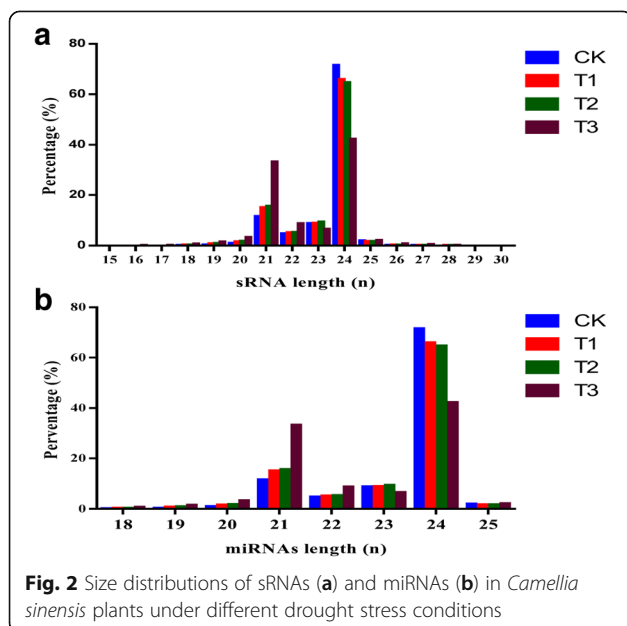 a
80
60
40
20
0
Percentage (%)
15 16 17 18 19 20 21 22 23 24 25 26 27 28 29 30
sRNA length (n)
CK
T1
T2
T3
b
80
60
40
20
0
Perventage (%)
18 19 20 21 22 23 24 25
miRNAs length (n)
CK
T1
T2
T3
Fig. 2 Size distributions of sRNAs (a) and miRNAs (b) in Camellia
sinensis plants under different drought stress conditions